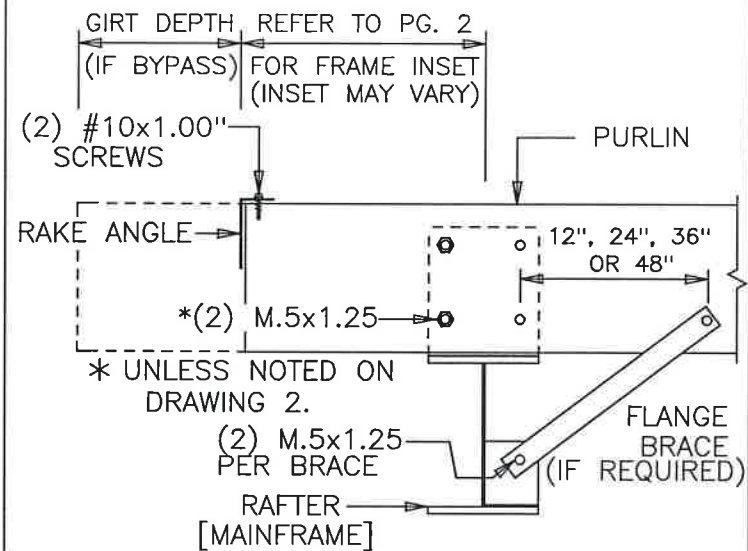 GIRT DEPTH
(IF BYPASS)
REFER TO PG. 2
FOR FRAME INSET
(INSET MAY VARY)
(2) #10x1.00"
SCREWS
PURLIN
RAKE ANGLE
12", 24", 36"
OR 48"
*(2) M.5x1.25
* UNLESS NOTED ON
DRAWING 2.
(2) M.5x1.25
PER BRACE
FLANGE
BRACE
(IF REQUIRED)
RAFTER
[MAINFRAME]